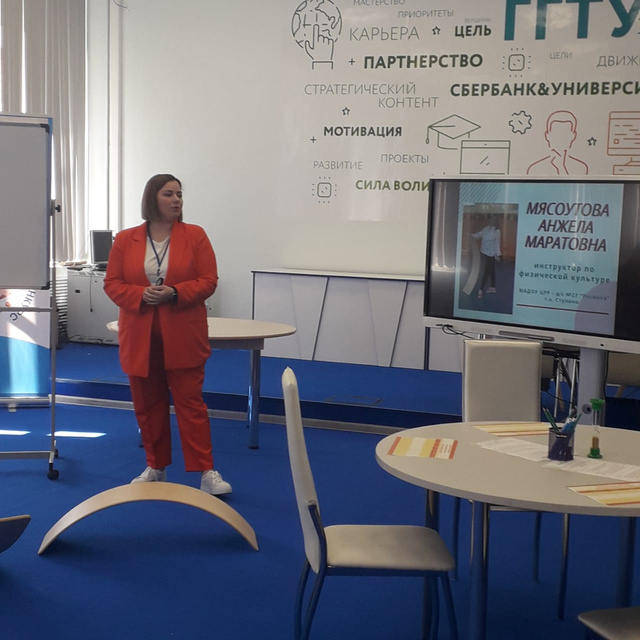 МАСТЕРСТВО
ПРИОРИТЕТЫ
КАРЬЕРА
ЦЕЛЬ
ГГТУ
ПАРТНЕРСТВО
ЦЕЛИ
ДВИЖ
СТРАТЕГИЧЕСКИЙ
КОНТЕНТ
СБЕРБАНК&УНИВЕРСИ
МОТИВАЦИЯ
РАЗВИТИЕ
ПРОЕКТЫ
СИЛА ВОЛИ
МЯСОУТОВА
АНЖЕЛА
МАРАТОВНА
инструктор по
физической культуре